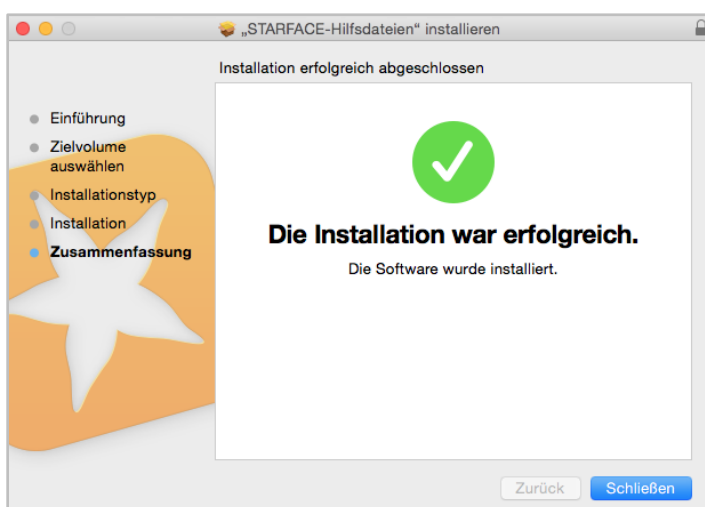 „STARFACE-Hilfsdateien“ installieren
Installation erfolgreich abgeschlossen
Einführung
Zielvolume
auswählen
Installationstyp
Installation
Zusammenfassung
Die Installation war erfolgreich.
Die Software wurde installiert.
Zurück
Schließen